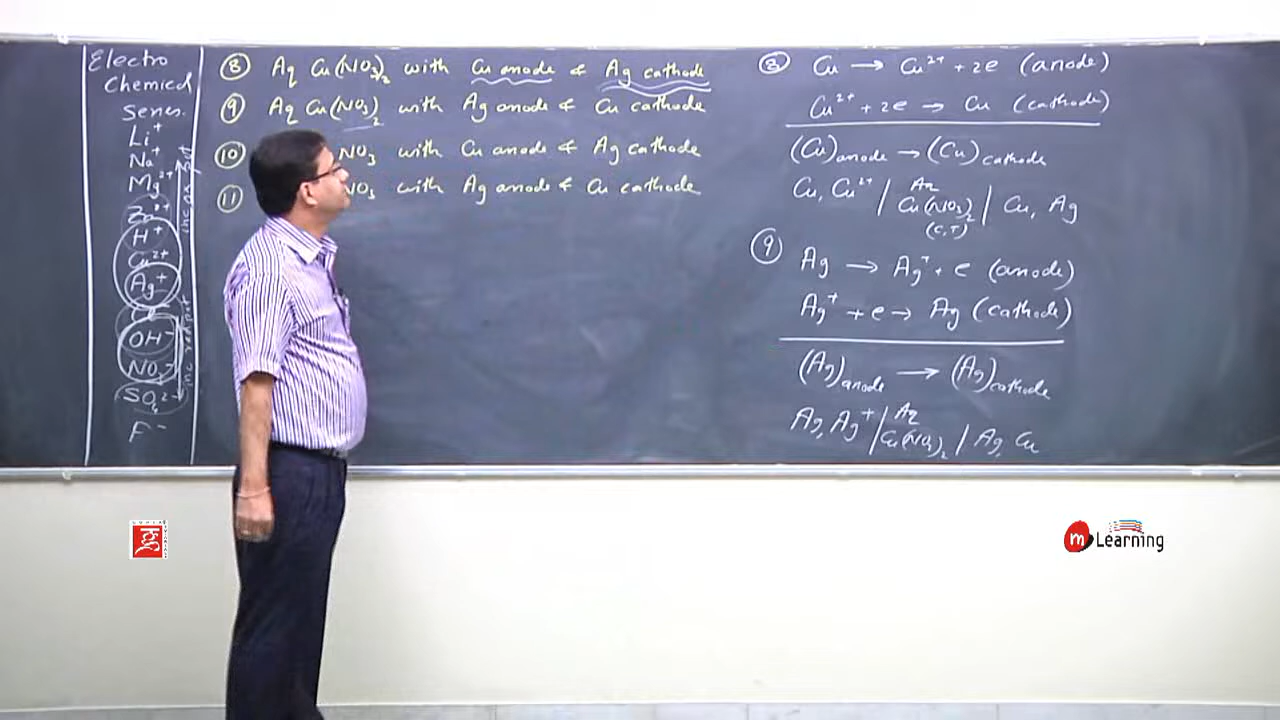 Electro
Chemical
Series
Li⁺
Na⁺
Mg²⁺
H⁺
Cu²⁺
Ag⁺
OH⁻
NO₃⁻
SO₄²⁻
F⁻
⑧ Aq Cu(NO₃)₂ with Cu anode & Ag cathode
⑨ Aq Cu(NO₃)₂ with Ag anode & Cu cathode
⑩ NO₃ with Cu anode & Ag cathode
⑪ NO₃ with Ag anode & Cu cathode
⑧ Cu → Cu²⁺ + 2e (anode)
Cu²⁺ + 2e → Cu (cathode)
(Cu)anode → (Cu)cathode
Cu, Cu²⁺ / Aq Cu(NO₃)₂ (C,T) / Cu, Ag
⑨ Ag → Ag⁺ + e (anode)
Ag⁺ + e → Ag (cathode)
(Ag)anode → (Ag)cathode
Ag, Ag⁺ / Aq Cu(NO₃)₂ / Ag, Cu
m Learning